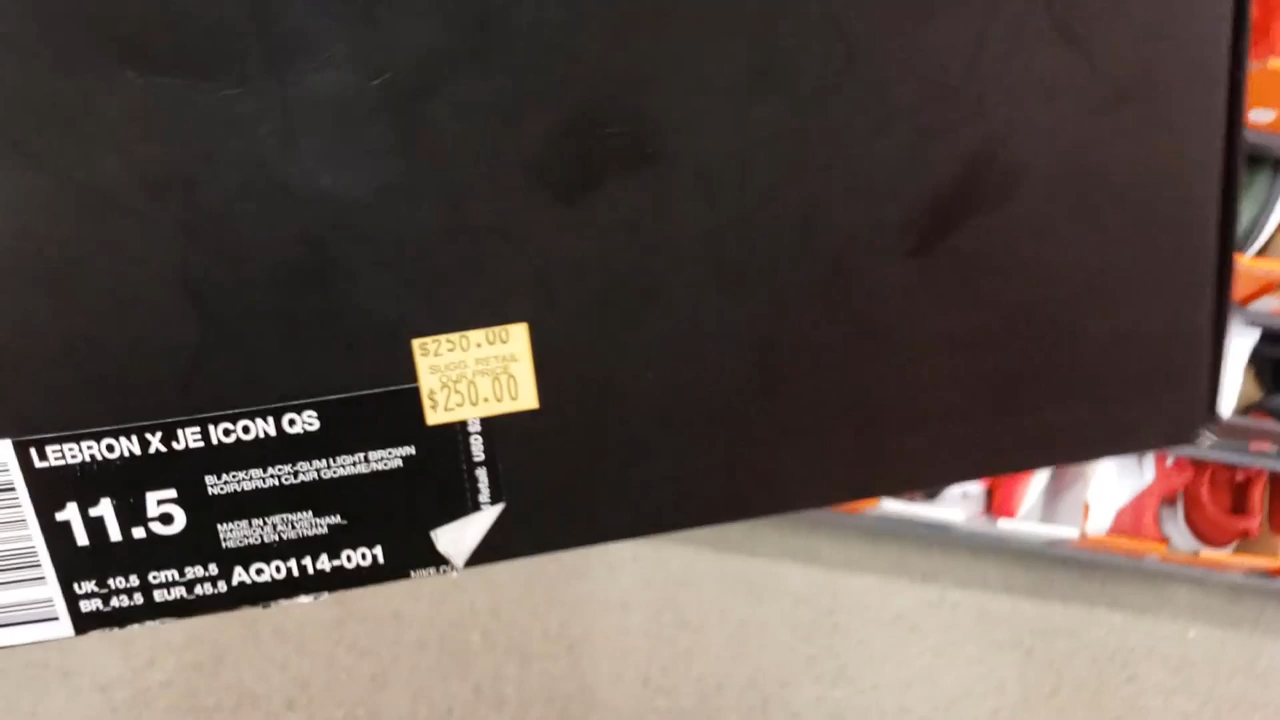 $250.00
SUGG. RETAIL
OUR PRICE
$250.00
LEBRON X JE ICON QS
11.5
BLACK/BLACK-GUM LIGHT BROWN
NOIR/BRUN CLAIR GOMME/NOIR
MADE IN VIETNAM
FABRIQUE AU VIETNAM
HECHO EN VIETNAM
UK_10.5 Cm_29.5
BR_43.5 EUR_45.5
AQ0114-001
Retail: USD
NIKE